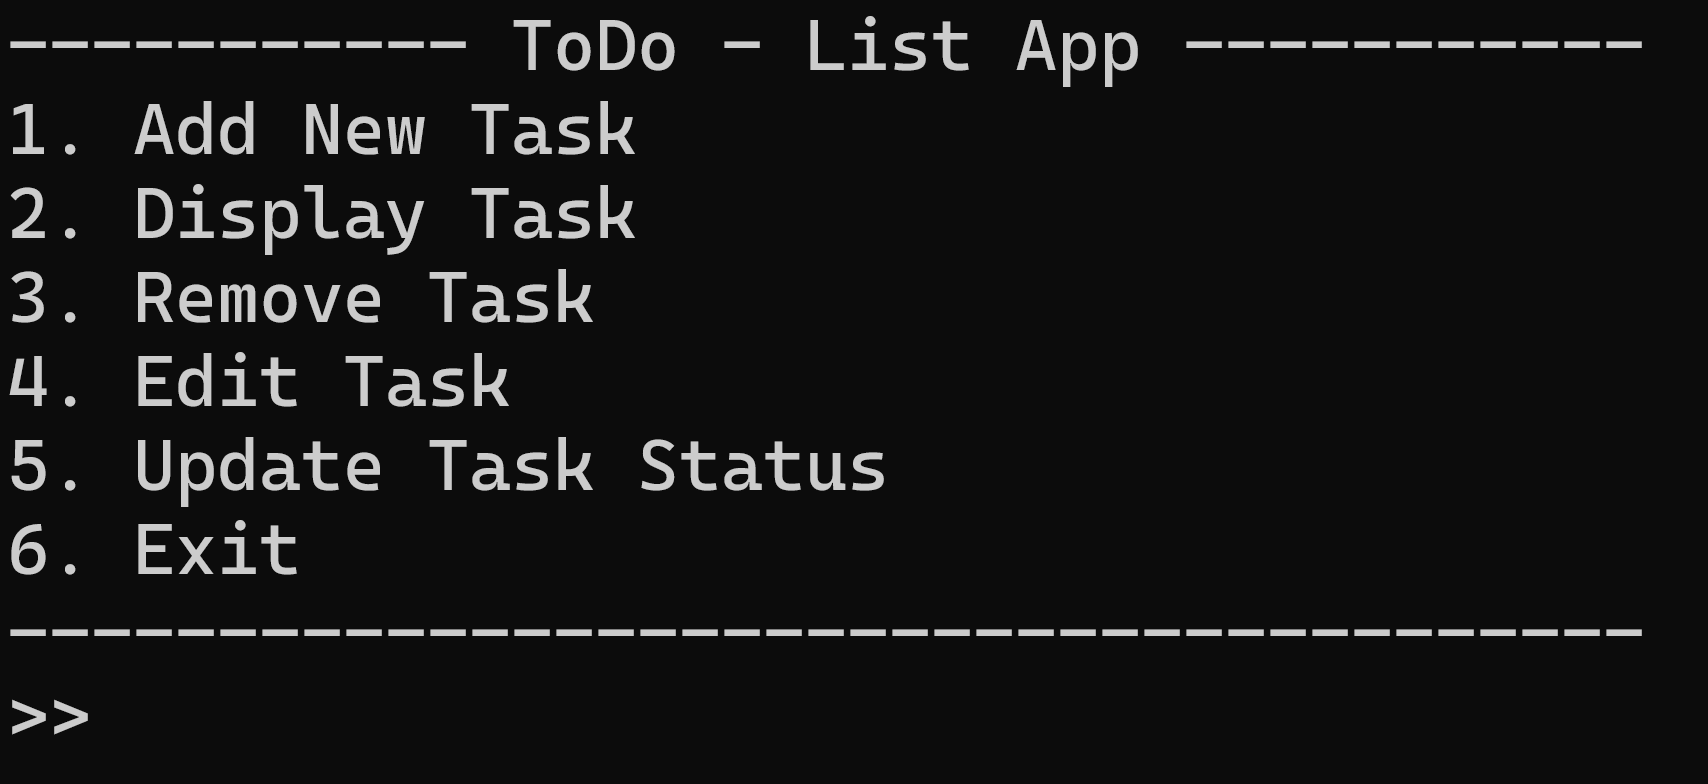 ----------- ToDo - List App -----------
1. Add New Task
2. Display Task
3. Remove Task
4. Edit Task
5. Update Task Status
6. Exit
---------------------------------------
>>